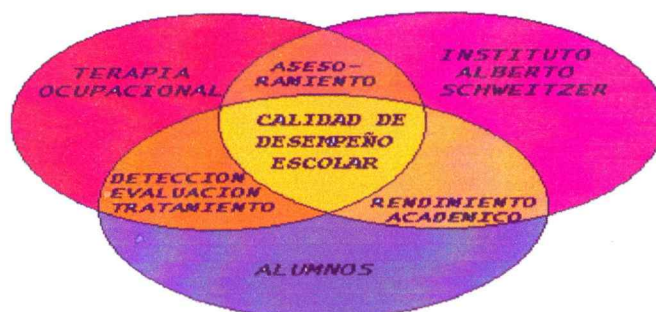 TERAPIA
OCUPACIONAL
ASESO-
RAMIENTO
INSTITUTO
ALBERTO
SCHWEITZER
CALIDAD DE
DESEMPEÑO
ESCOLAR
DETECCION
EVALUACION
TRATAMIENTO
RENDIMIENTO
ACADEMICO
ALUMNOS